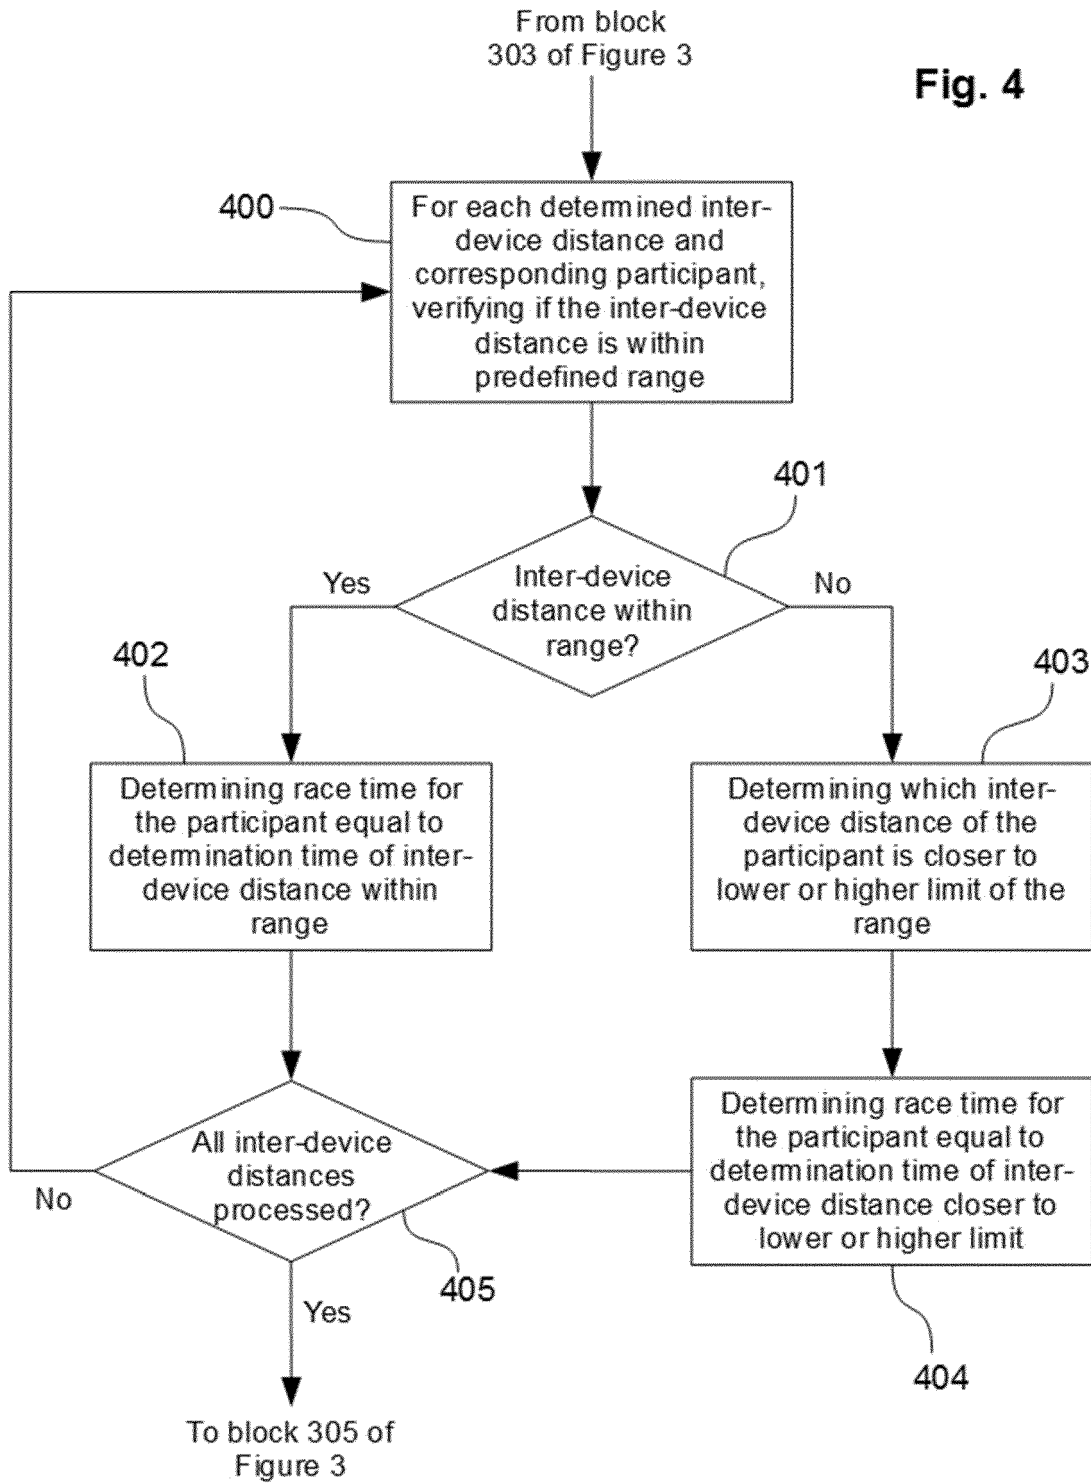 From block
303 of Figure 3
Fig. 4
400
For each determined inter-
device distance and
corresponding participant,
verifying if the inter-device
distance is within
predefined range
401
Yes
Inter-device
distance within
range?
No
402
403
Determining race time for
the participant equal to
determination time of inter-
device distance within
range
Determining which inter-
device distance of the
participant is closer to
lower or higher limit of the
range
All inter-device
distances
processed?
No
405
Determining race time for
the participant equal to
determination time of inter-
device distance closer to
lower or higher limit
Yes
404
To block 305 of
Figure 3